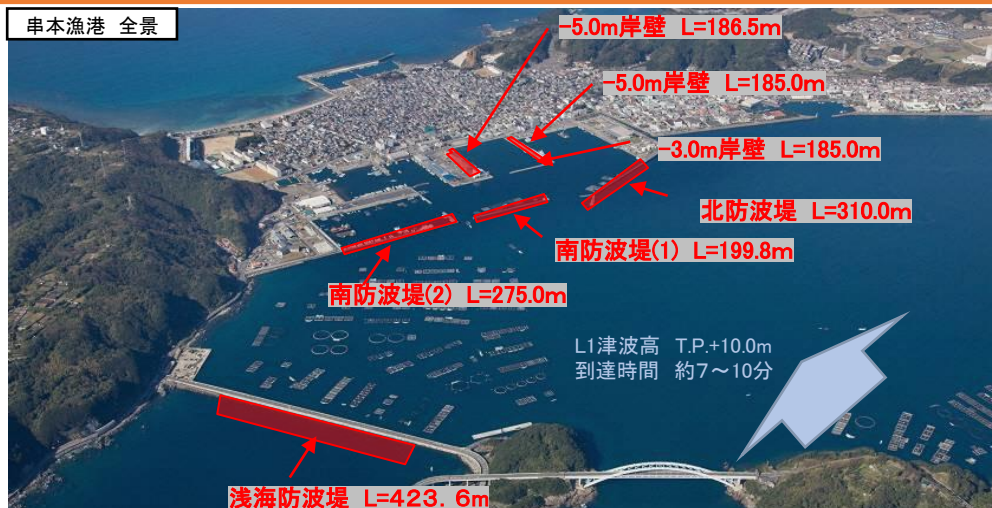 串本漁港 全景
-5.0m岸壁 L=186.5m
-5.0m岸壁 L=185.0m
-3.0m岸壁 L=185.0m
北防波堤 L=310.0m
南防波堤(1) L=199.8m
南防波堤(2) L=275.0m
L1津波高 T.P.+10.0m
到達時間 約7～10分
浅海防波堤 L=423.6m